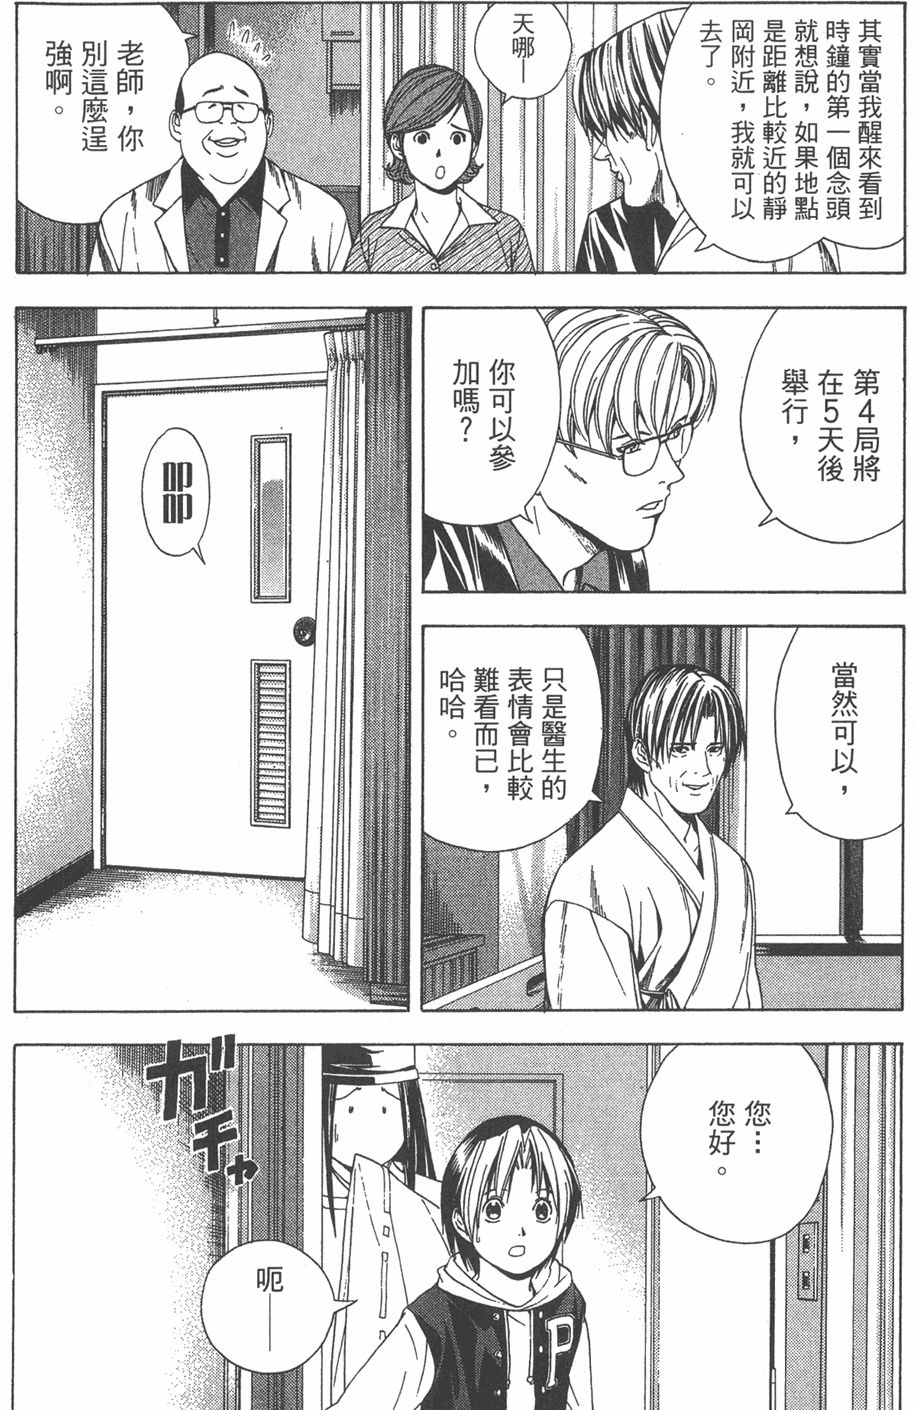 其實當我醒來看到
時鐘的第一個念頭
就想說，如果地點
是距離比較近的靜
岡附近，我就可以
去了。
天哪—
老師，你
別這麼逞
強啊。
第4局將
在5天後
舉行，
你可以參
加嗎？
當然可以，
只是醫生的
表情會比較
難看而已，
哈哈。
叩叩
您…
您好。
ガチャ
呃—
P